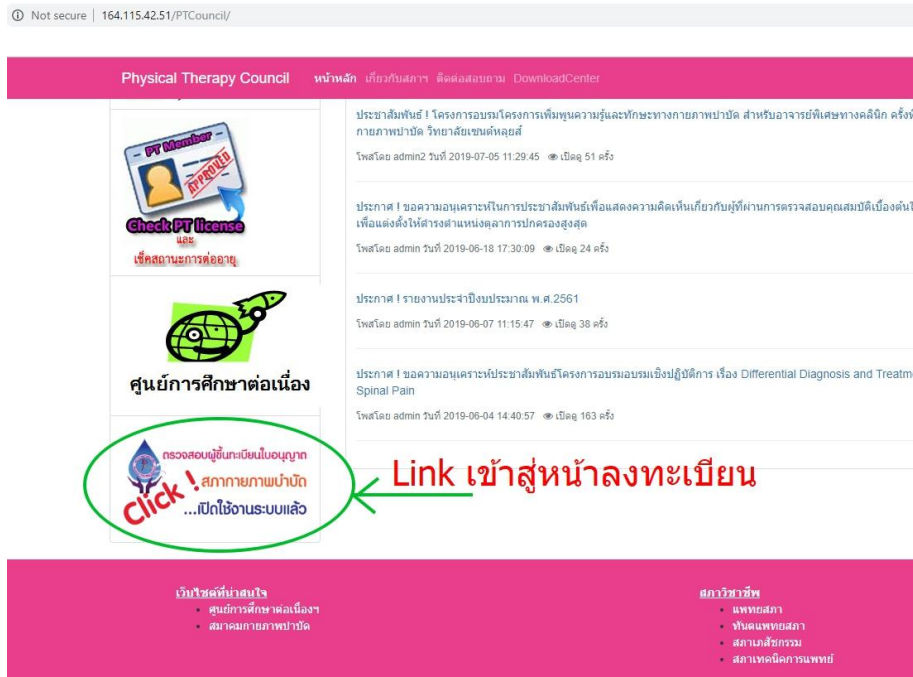 Not secure | 164.115.42.51/PTCouncil/
Physical Therapy Council หน้าหลัก เกี่ยวกับสภาฯ ติดต่อสอบถาม DownloadCenter
PT Member
APPROVED
Check PT license
และ
เช็คสถานะการต่ออายุ
ศูนย์การศึกษาต่อเนื่อง
ตรวจสอบผู้ขึ้นทะเบียนใบอนุญาต
Click !
สภากายภาพบำบัด
...เปิดใช้งานระบบแล้ว
ประชาสัมพันธ์ ! โครงการอบรมโครงการเพิ่มพูนความรู้และทักษะทางกายภาพบำบัด สำหรับอาจารย์พิเศษทางคลินิก ครั้งที่
กายภาพบำบัด วิทยาลัยเซนต์หลุยส์
โพสโดย admin2 วันที่ 2019-07-05 11:29:45 เปิดดู 51 ครั้ง
ประกาศ ! ขอความอนุเคราะห์ในการประชาสัมพันธ์เพื่อแสดงความคิดเห็นเกี่ยวกับผู้ที่ผ่านการตรวจสอบคุณสมบัติเบื้องต้น
เพื่อแต่งตั้งให้ดำรงตำแหน่งตุลาการปกครองสูงสุด
โพสโดย admin วันที่ 2019-06-18 17:30:09 เปิดดู 24 ครั้ง
ประกาศ ! รายงานประจำปีงบประมาณ พ.ศ.2561
โพสโดย admin วันที่ 2019-06-07 11:15:47 เปิดดู 38 ครั้ง
ประกาศ ! ขอความอนุเคราะห์ประชาสัมพันธ์โครงการอบรมอบรมเชิงปฏิบัติการ เรื่อง Differential Diagnosis and Treatm
Spinal Pain
โพสโดย admin วันที่ 2019-06-04 14:40:57 เปิดดู 163 ครั้ง
Link เข้าสู่หน้าลงทะเบียน
เว็บไซต์ที่น่าสนใจ
ศูนย์การศึกษาต่อเนื่องฯ
สมาคมกายภาพบำบัด
สภาวิชาชีพ
แพทยสภา
ทันตแพทยสภา
สภาเภสัชกรรม
สภาเทคนิคการแพทย์